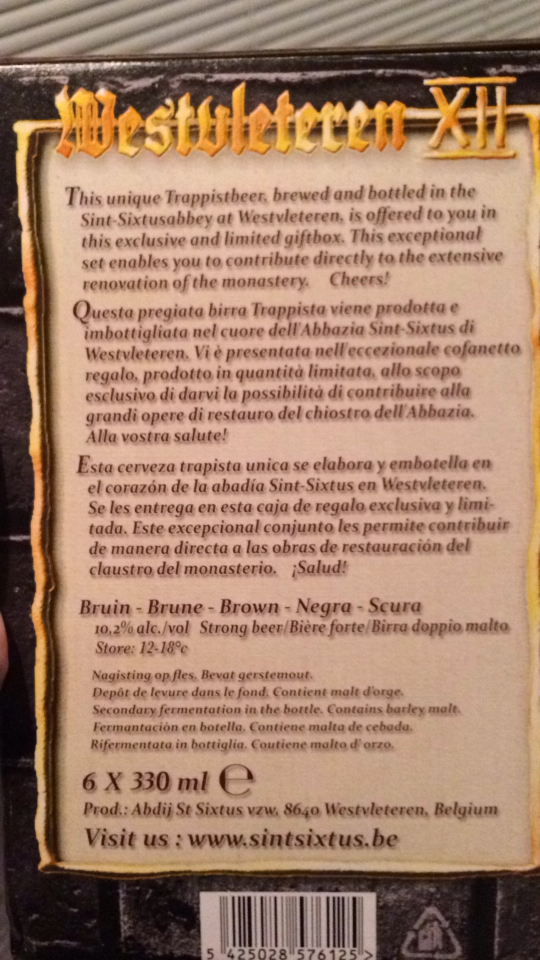 Westvleteren XII
This unique Trappistbeer, brewed and bottled in the
Sint-Sixtusabbey at Westvleteren, is offered to you in
this exclusive and limited giftbox. This exceptional
set enables you to contribute directly to the extensive
renovation of the monastery. Cheers!
Questa pregiata birra Trappista viene prodotta e
imbottigliata nel cuore dell'Abbazia Sint-Sixtus di
Westvleteren. Vi è presentata nell'eccezionale cofanetto
regalo, prodotto in quantità limitata, allo scopo
esclusivo di darvi la possibilità di contribuire alla
grandi opere di restauro del chiostro dell'Abbazia.
Alla vostra salute!
Esta cerveza trapista unica se elabora y embotella en
el corazón de la abadía Sint-Sixtus en Westvleteren.
Se les entrega en esta caja de regalo exclusiva y limi-
tada. Este excepcional conjunto les permite contribuir
de manera directa a las obras de restauración del
claustro del monasterio. ¡Salud!
Bruin - Brune - Brown - Negra - Scura
10,2% alc./vol Strong beer/Bière forte/Birra doppio malto
Store: 12-18°c
Nagisting op fles. Bevat gerstemout.
Depôt de levure dans le fond. Contient malt d'orge.
Secondary fermentation in the bottle. Contains barley malt.
Fermantaciòn en botella. Contiene malta de cebada.
Rifermentata in bottiglia. Coutiene malto d'orzo.
6 X 330 ml ℮
Prod.: Abdij St Sixtus vzw, 8640 Westvleteren, Belgium
Visit us : www.sintsixtus.be
5 425028 576125 >